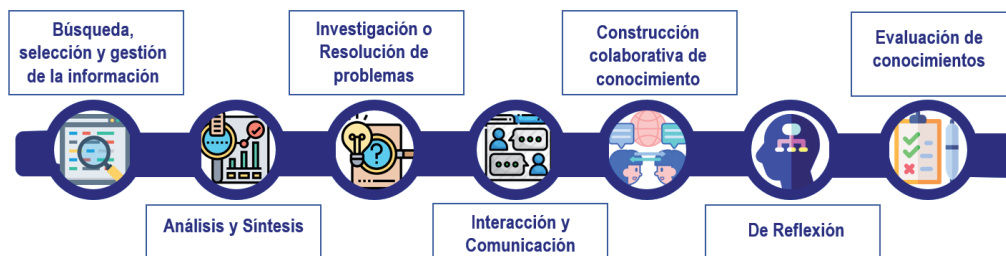 Búsqueda,
selección y gestión
de la información
Análisis y Síntesis
Investigación o
Resolución de
problemas
Interacción y
Comunicación
Construcción
colaborativa de
conocimiento
De Reflexión
Evaluación de
conocimientos